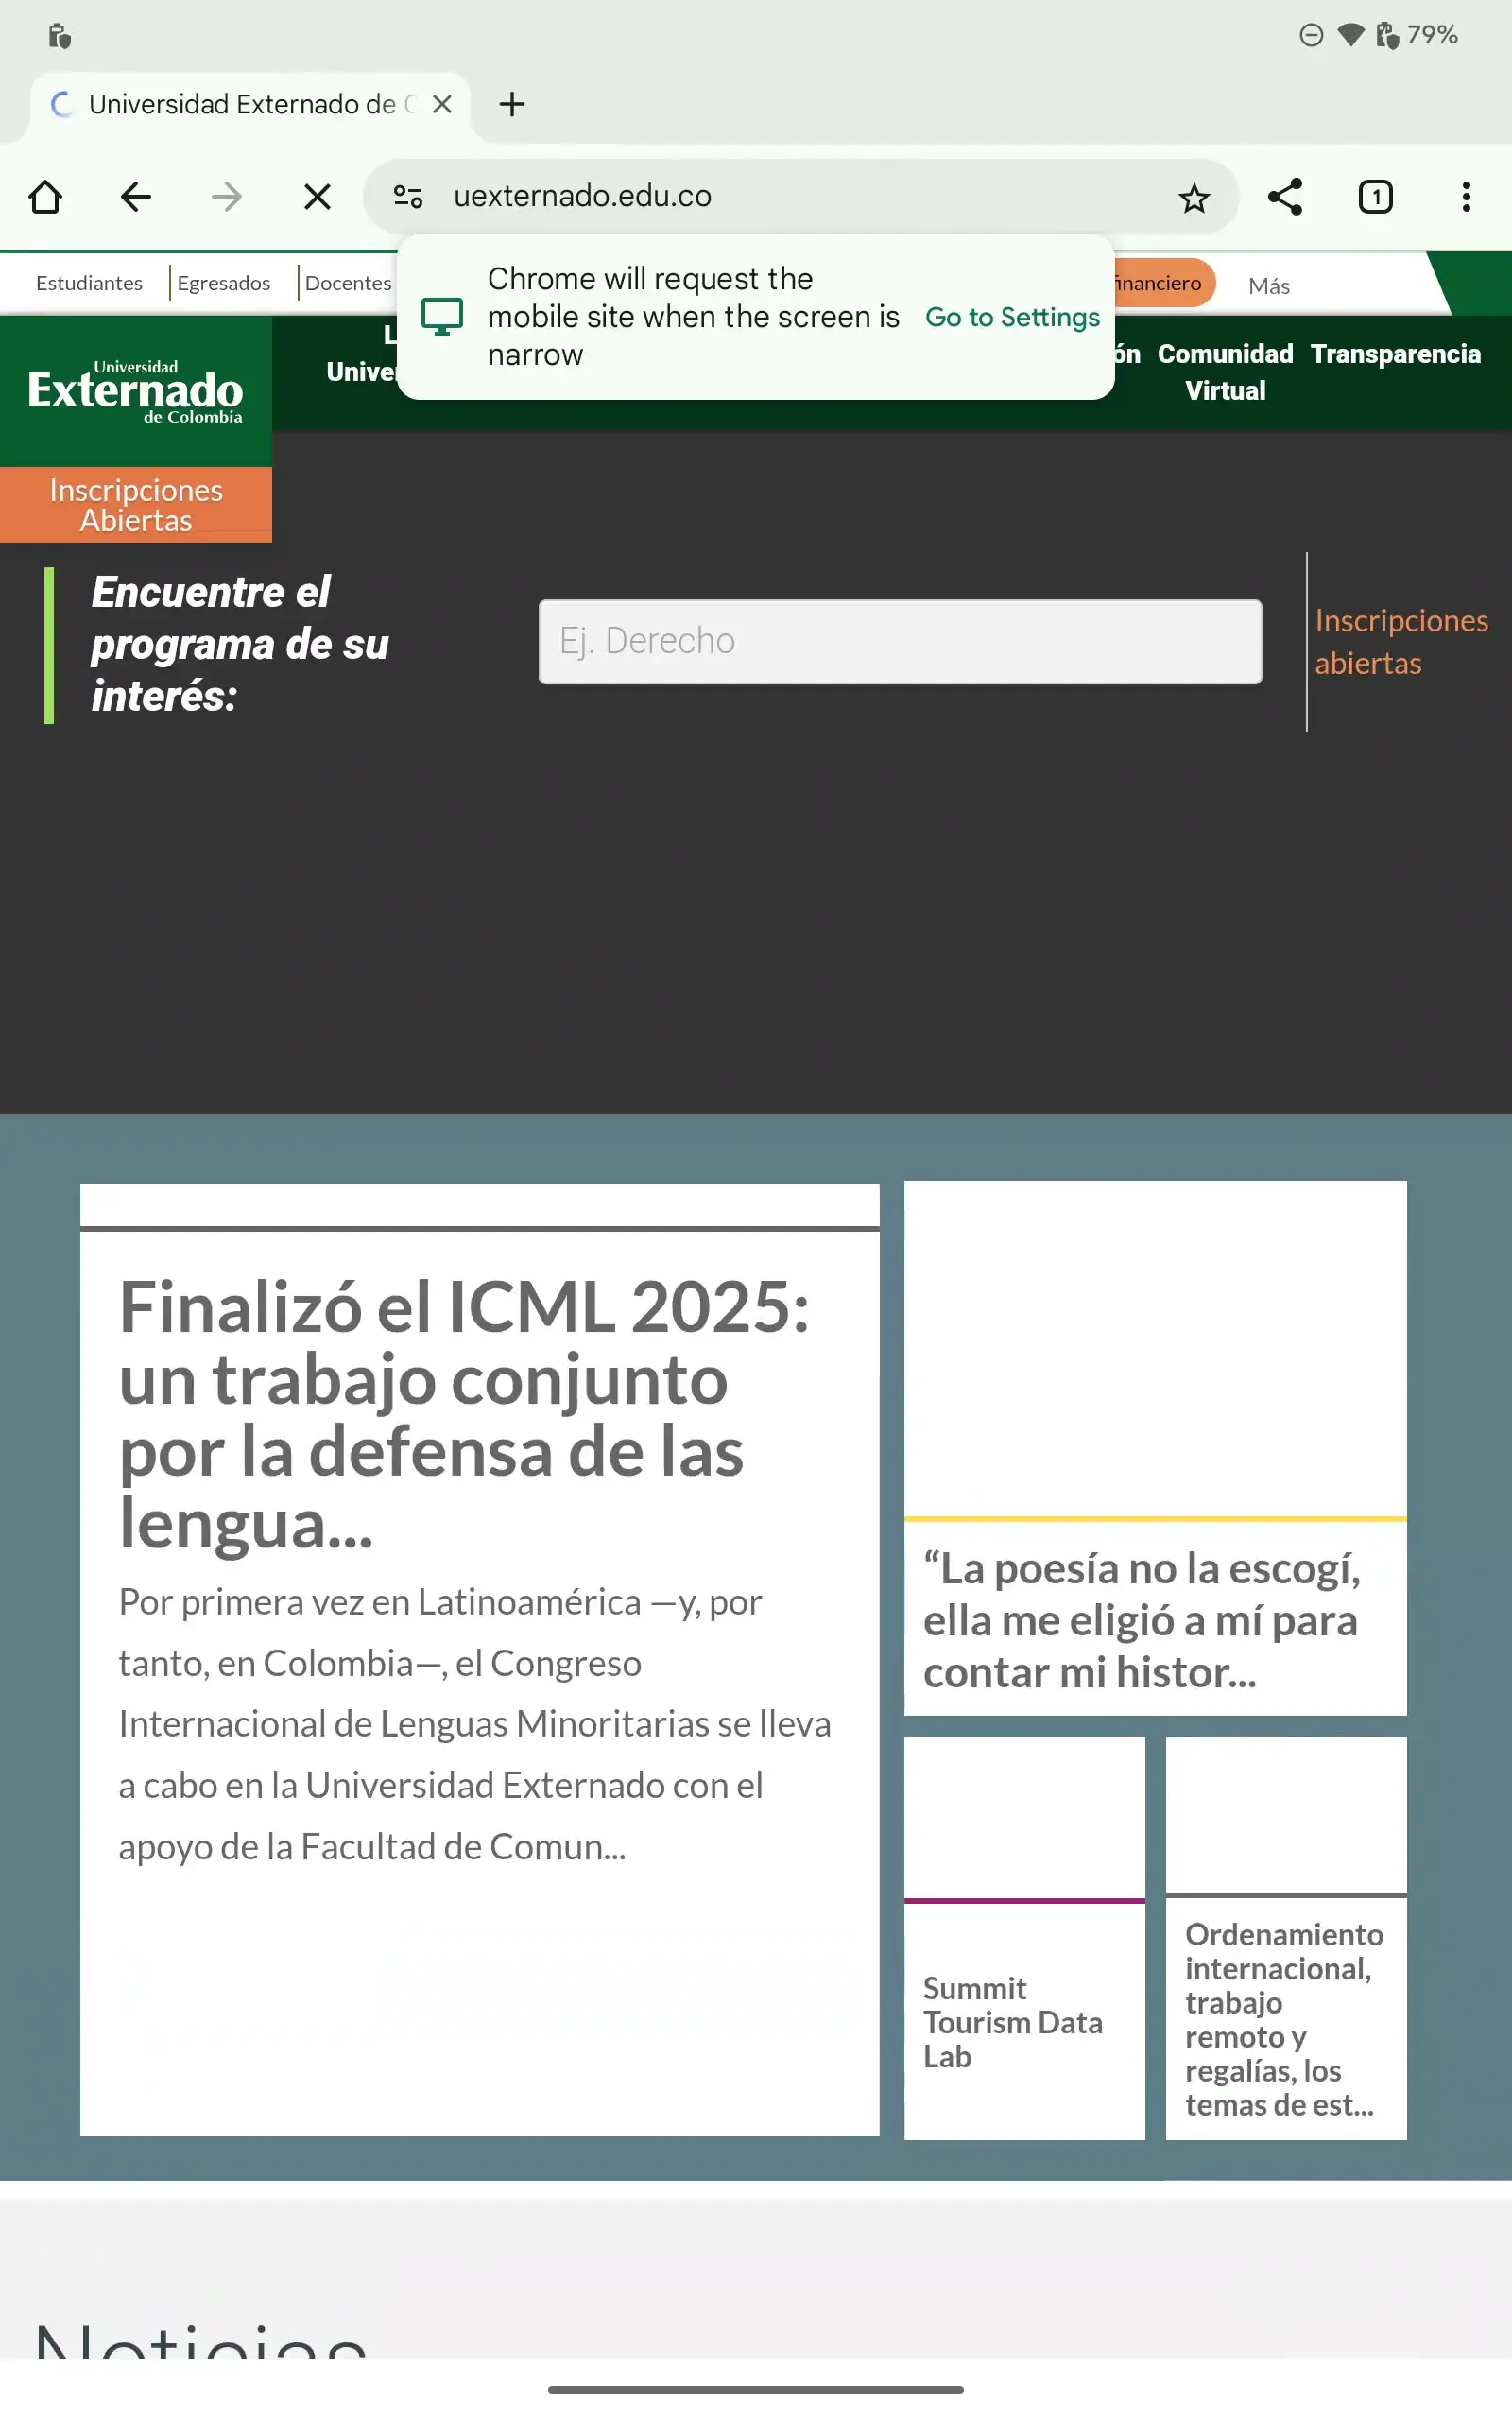 79%
Universidad Externado de C
uexternado.edu.co
1
Chrome will request the
mobile site when the screen is
narrow
Go to Settings
Estudiantes
Egresados
Docentes
inanciero
Más
Universidad
Externado
de Colombia
Comunidad
Virtual
Transparencia
Inscripciones
Abiertas
Encuentre el
programa de su
interés:
Ej. Derecho
Inscripciones
abiertas
Finalizó el ICML 2025:
un trabajo conjunto
por la defensa de las
lengua...
Por primera vez en Latinoamérica —y, por
tanto, en Colombia—, el Congreso
Internacional de Lenguas Minoritarias se lleva
a cabo en la Universidad Externado con el
apoyo de la Facultad de Comun...
“La poesía no la escogí,
ella me eligió a mí para
contar mi histor...
Summit
Tourism Data
Lab
Ordenamiento
internacional,
trabajo
remoto y
regalías, los
temas de est...
Noticias